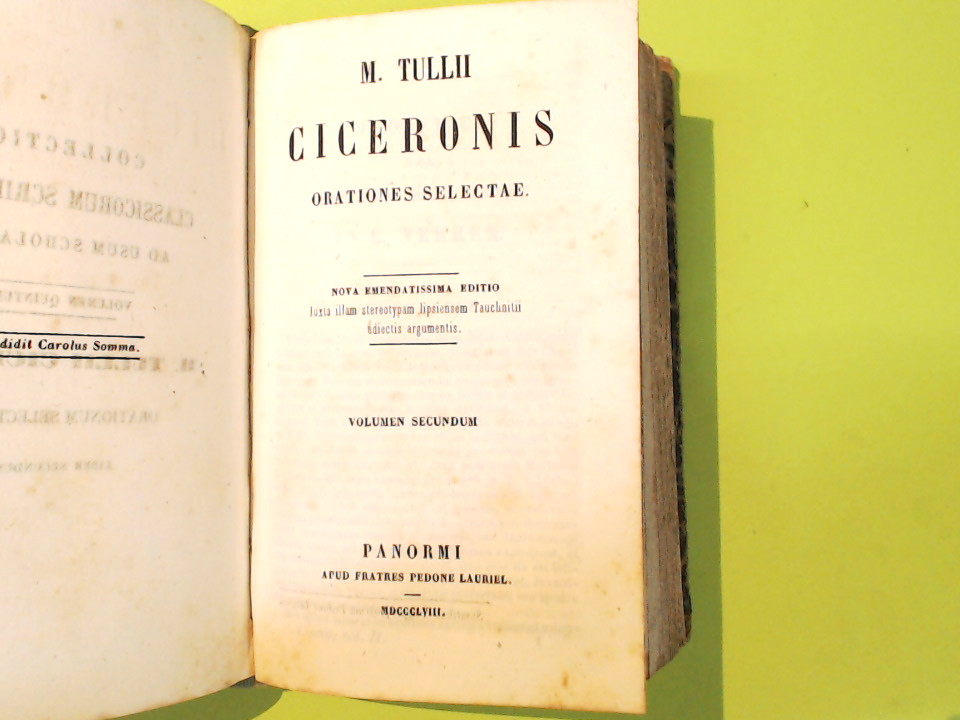 didit Carolus Somma.
M. TULLII
CICERONIS
ORATIONES SELECTAE.
NOVA EMENDATISSIMA EDITIO
Iuxta illam stereotypam lipsiensem Tauchnitii
adiectis argumentis.
VOLUMEN SECUNDUM
PANORMI
APUD FRATRES PEDONE LAURIEL.
MDCCCLVIII.